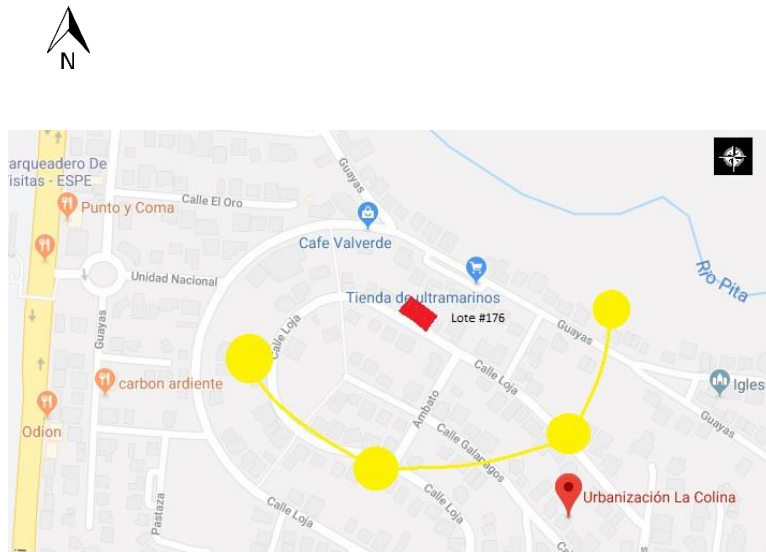 N
arqueadero De
isitas - ESPE
Punto y Coma
Calle El Oro
Guayas
Cafe Valverde
Unidad Nacional
Tienda de ultramarinos
Lote #176
Río Pita
Guayas
Calle Loja
Guayas
carbon ardiente
Calle Loja
Iglesi
Guayas
Odion
Ambato
Calle Galapagos
Urbanización La Colina
Calle Loja
Pastaza
Calle Loja